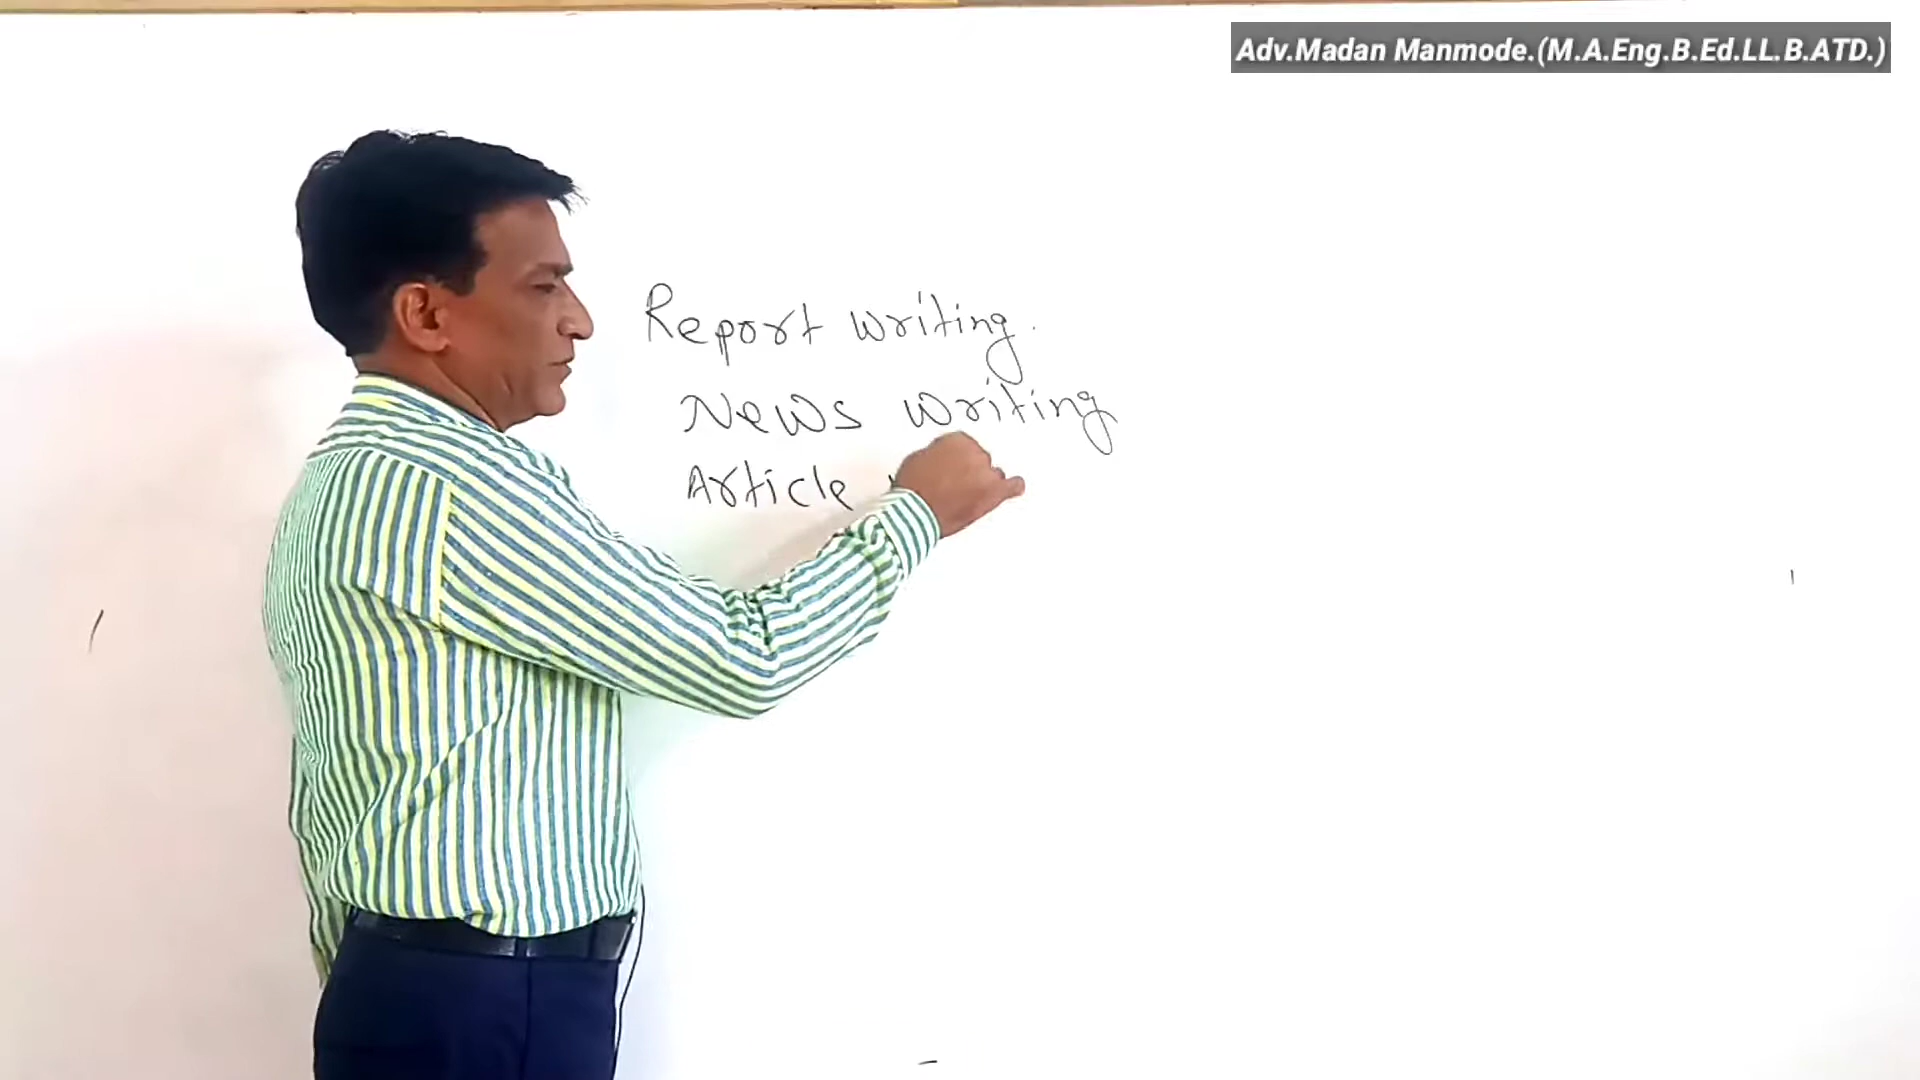 Adv.Madan Manmode.(M.A.Eng.B.Ed.LL.B.ATD.)
Report writing.
News writing
Article